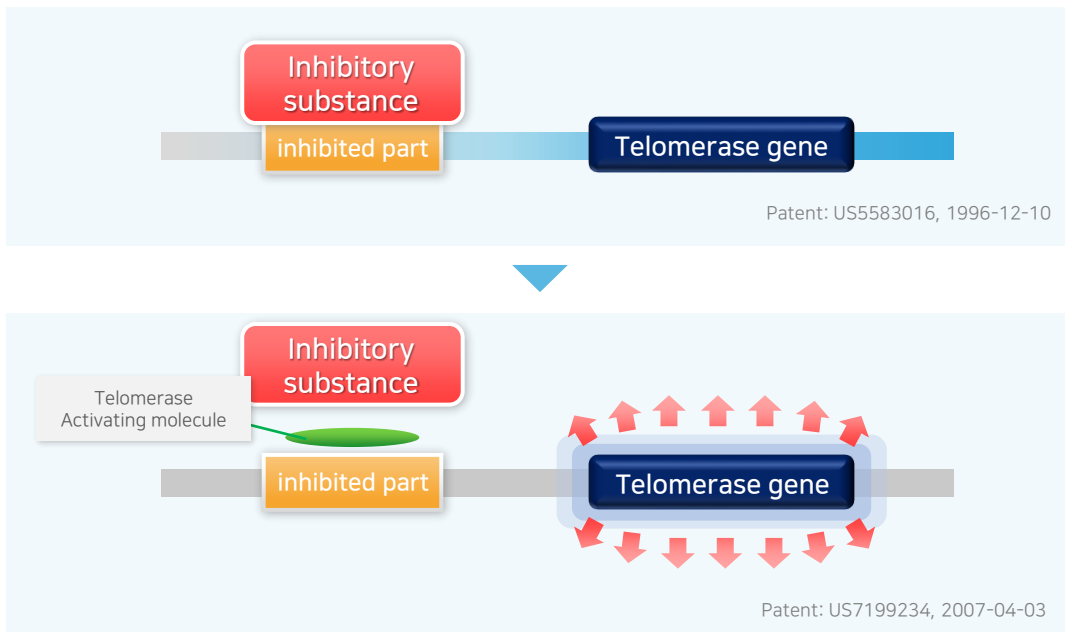 Inhibitory
substance
inhibited part
Telomerase gene
Patent: US5583016, 1996-12-10
Inhibitory
substance
Telomerase
Activating molecule
inhibited part
Telomerase gene
Patent: US7199234, 2007-04-03